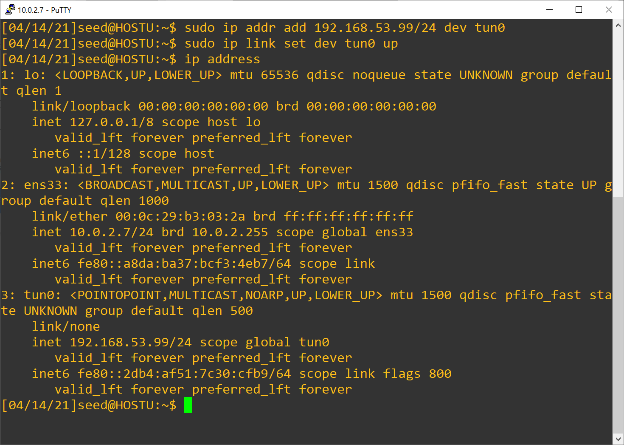 10.0.2.7 - PuTTY
[04/14/21]seed@HOSTU:~$ sudo ip addr add 192.168.53.99/24 dev tun0
[04/14/21]seed@HOSTU:~$ sudo ip link set dev tun0 up
[04/14/21]seed@HOSTU:~$ ip address
1: lo: <LOOPBACK,UP,LOWER_UP> mtu 65536 qdisc noqueue state UNKNOWN group defaul
t qlen 1
    link/loopback 00:00:00:00:00:00 brd 00:00:00:00:00:00
    inet 127.0.0.1/8 scope host lo
       valid_lft forever preferred_lft forever
    inet6 ::1/128 scope host
       valid_lft forever preferred_lft forever
2: ens33: <BROADCAST,MULTICAST,UP,LOWER_UP> mtu 1500 qdisc pfifo_fast state UP g
roup default qlen 1000
    link/ether 00:0c:29:b3:03:2a brd ff:ff:ff:ff:ff:ff
    inet 10.0.2.7/24 brd 10.0.2.255 scope global ens33
       valid_lft forever preferred_lft forever
    inet6 fe80::a8da:ba37:bcf3:4eb7/64 scope link
       valid_lft forever preferred_lft forever
3: tun0: <POINTOPOINT,MULTICAST,NOARP,UP,LOWER_UP> mtu 1500 qdisc pfifo_fast sta
te UNKNOWN group default qlen 500
    link/none
    inet 192.168.53.99/24 scope global tun0
       valid_lft forever preferred_lft forever
    inet6 fe80::2db4:af51:7c30:cfb9/64 scope link flags 800
       valid_lft forever preferred_lft forever
[04/14/21]seed@HOSTU:~$